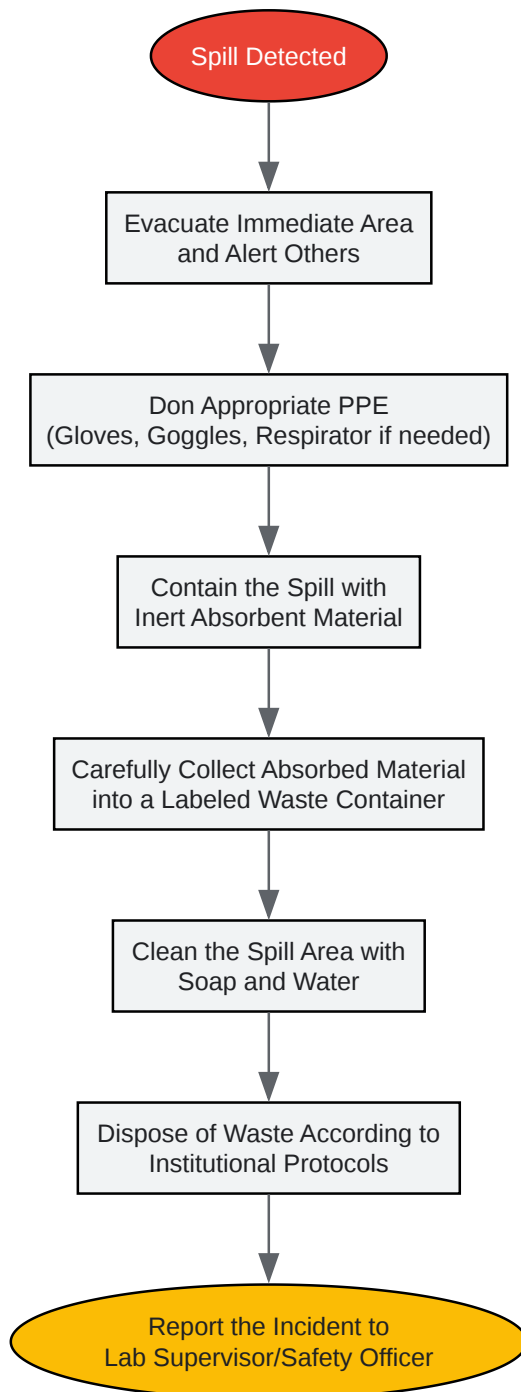 Spill Detected
Evacuate Immediate Area
and Alert Others
Don Appropriate PPE
(Gloves, Goggles, Respirator if needed)
Contain the Spill with
Inert Absorbent Material
Carefully Collect Absorbed Material
into a Labeled Waste Container
Clean the Spill Area with
Soap and Water
Dispose of Waste According to
Institutional Protocols
Report the Incident to
Lab Supervisor/Safety Officer